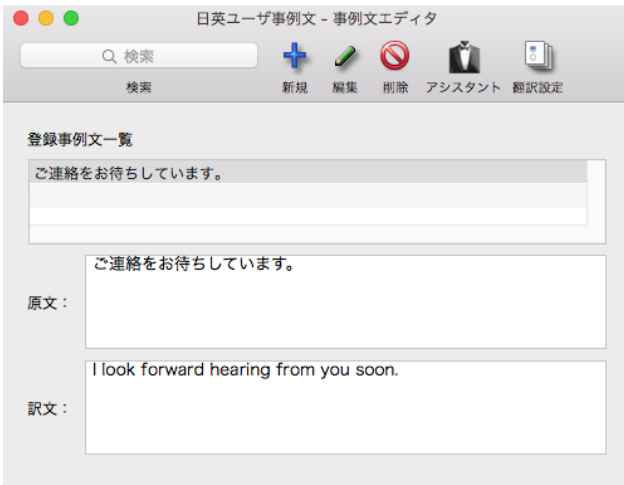 日英ユーザ事例文 - 事例文エディタ
検索
検索 新規 編集 削除 アシスタント 翻訳設定
登録事例文一覧
ご連絡をお待ちしています。
原文：
ご連絡をお待ちしています。
訳文：
I look forward hearing from you soon.